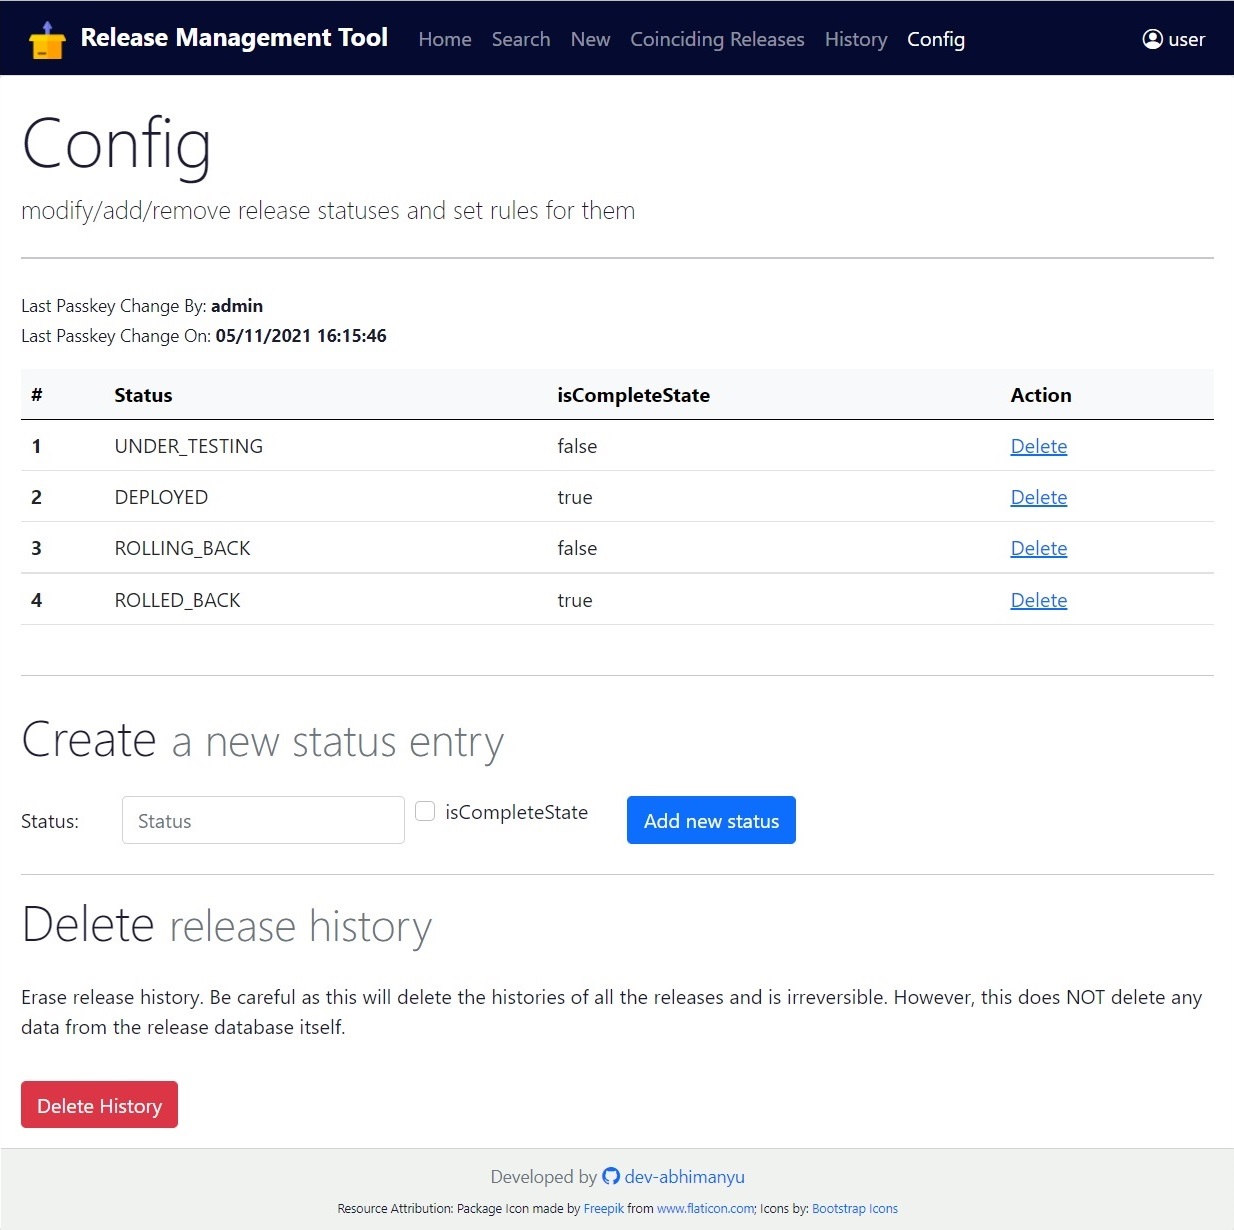 Release Management Tool Home Search New Coinciding Releases History Config user
Config
modify/add/remove release statuses and set rules for them
Last Passkey Change By: admin
Last Passkey Change On: 05/11/2021 16:15:46
# Status isCompleteState Action
1 UNDER_TESTING false Delete
2 DEPLOYED true Delete
3 ROLLING_BACK false Delete
4 ROLLED_BACK true Delete
Create a new status entry
Status: Status isCompleteState Add new status
Delete release history
Erase release history. Be careful as this will delete the histories of all the releases and is irreversible. However, this does NOT delete any
data from the release database itself.
Delete History
Developed by dev-abhimanyu
Resource Attribution: Package Icon made by Freepik from www.flaticon.com; Icons by: Bootstrap Icons